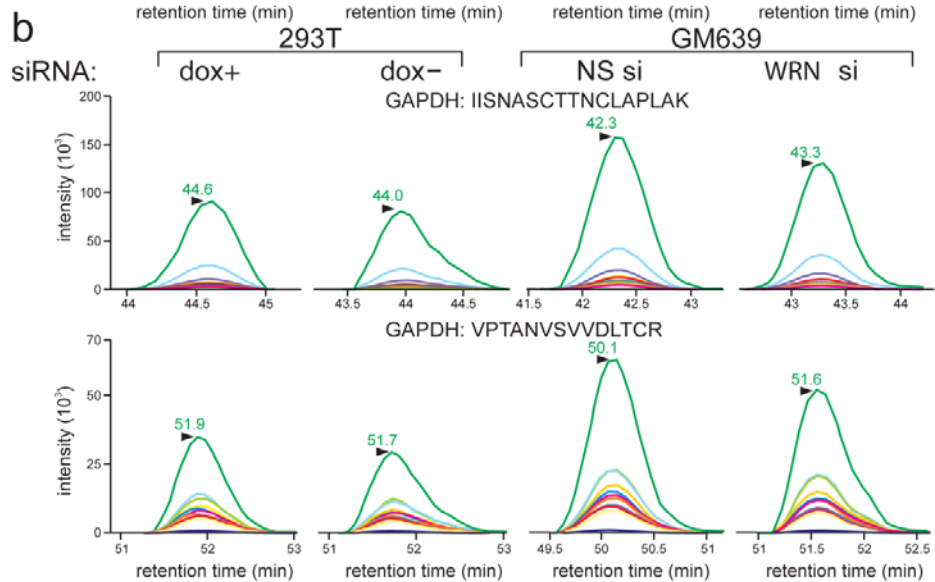 retention time (min) retention time (min) retention time (min) retention time (min)
b
293T GM639
siRNA: dox+ dox− NS si WRN si
GAPDH: IISNASCTTNCLAPLAK
intensity (10³)
200
150
100
50
0
44.6
44.0
42.3
43.3
44 44.5 45 43.5 44 44.5 41.5 42 42.5 43 43 43.5 44
GAPDH: VPTANVSVVDLTCR
intensity (10³)
70
50
25
0
51.9
51.7
50.1
51.6
51 52 53 51 52 53 49.5 50 50.5 51 51 51.5 52 52.5
retention time (min) retention time (min) retention time (min) retention time (min)